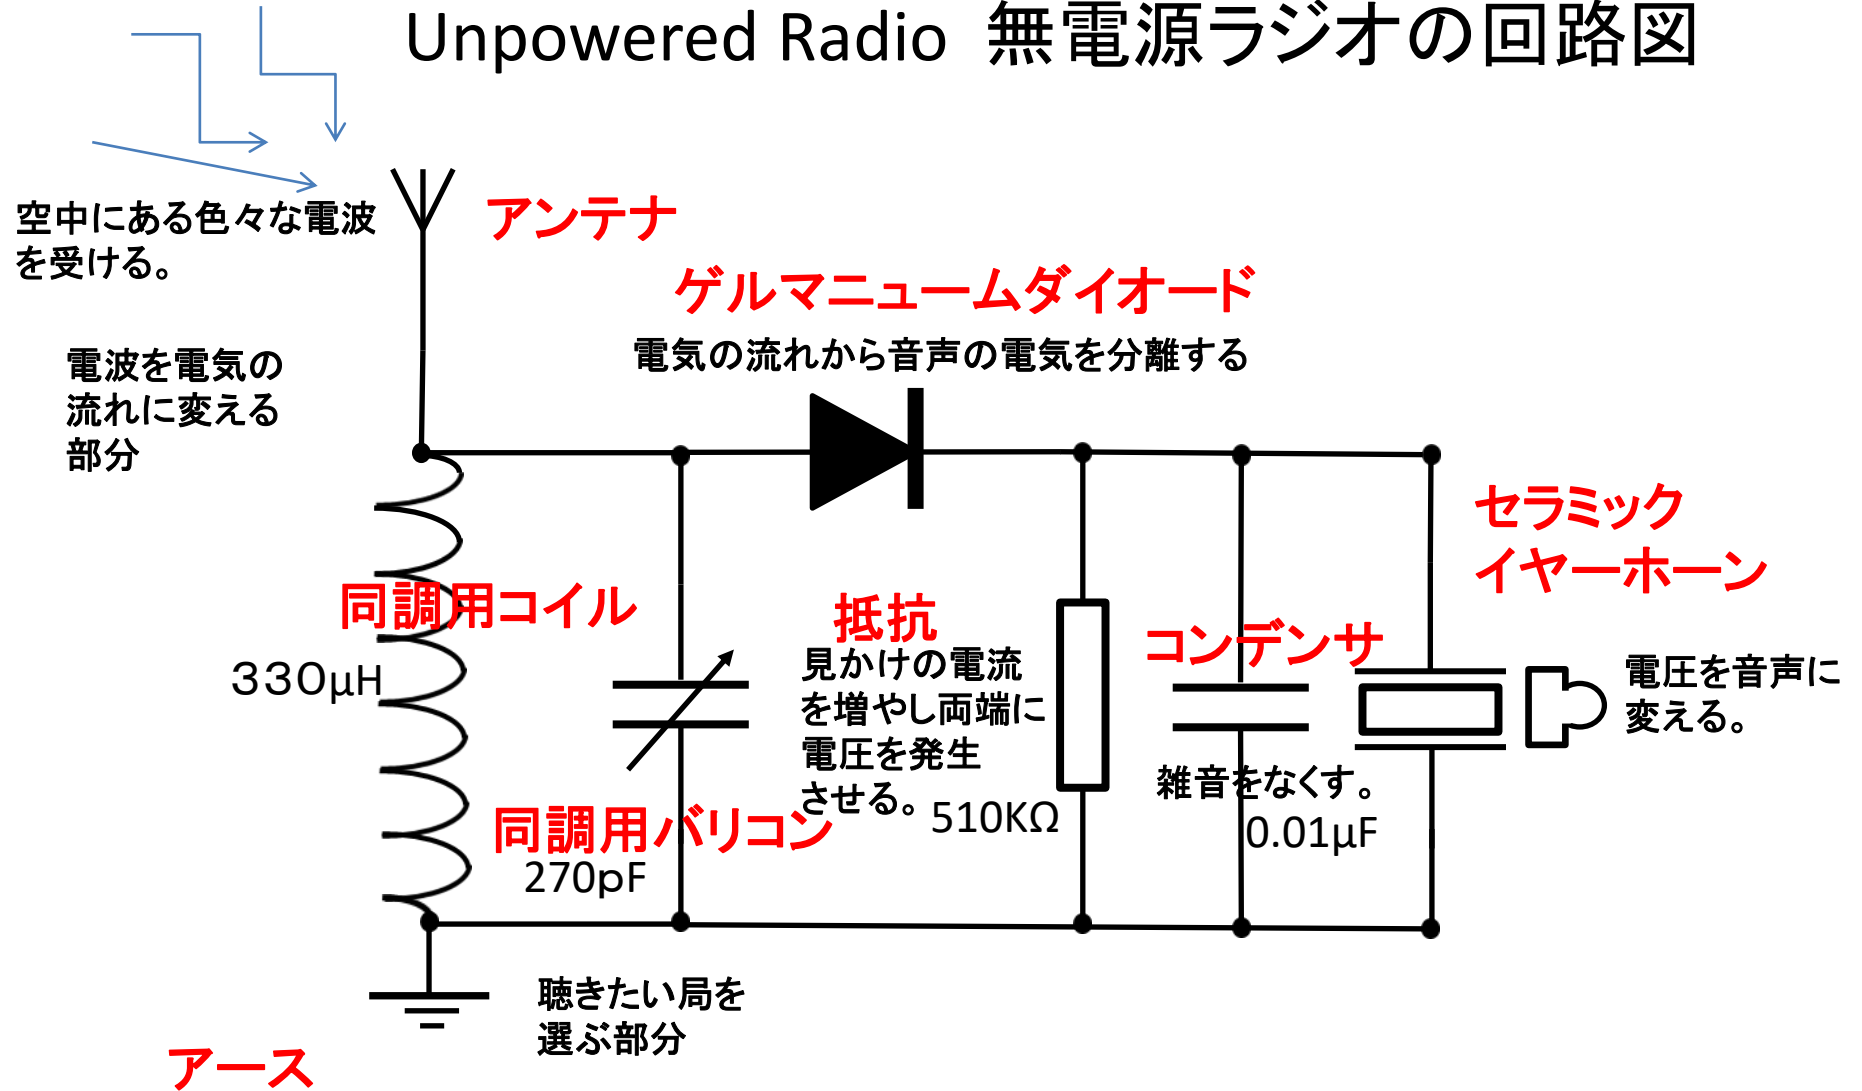 Unpowered Radio 無電源ラジオの回路図
空中にある色々な電波
を受ける。
アンテナ
ゲルマニュームダイオード
電気の流れから音声の電気を分離する
電波を電気の
流れに変える
部分
セラミック
イヤーホーン
同調用コイル
330μH
抵抗
見かけの電流
を増やし両端に
電圧を発生
させる。
510KΩ
コンデンサ
電圧を音声に
変える。
雑音をなくす。
0.01μF
同調用バリコン
270pF
聴きたい局を
選ぶ部分
アース